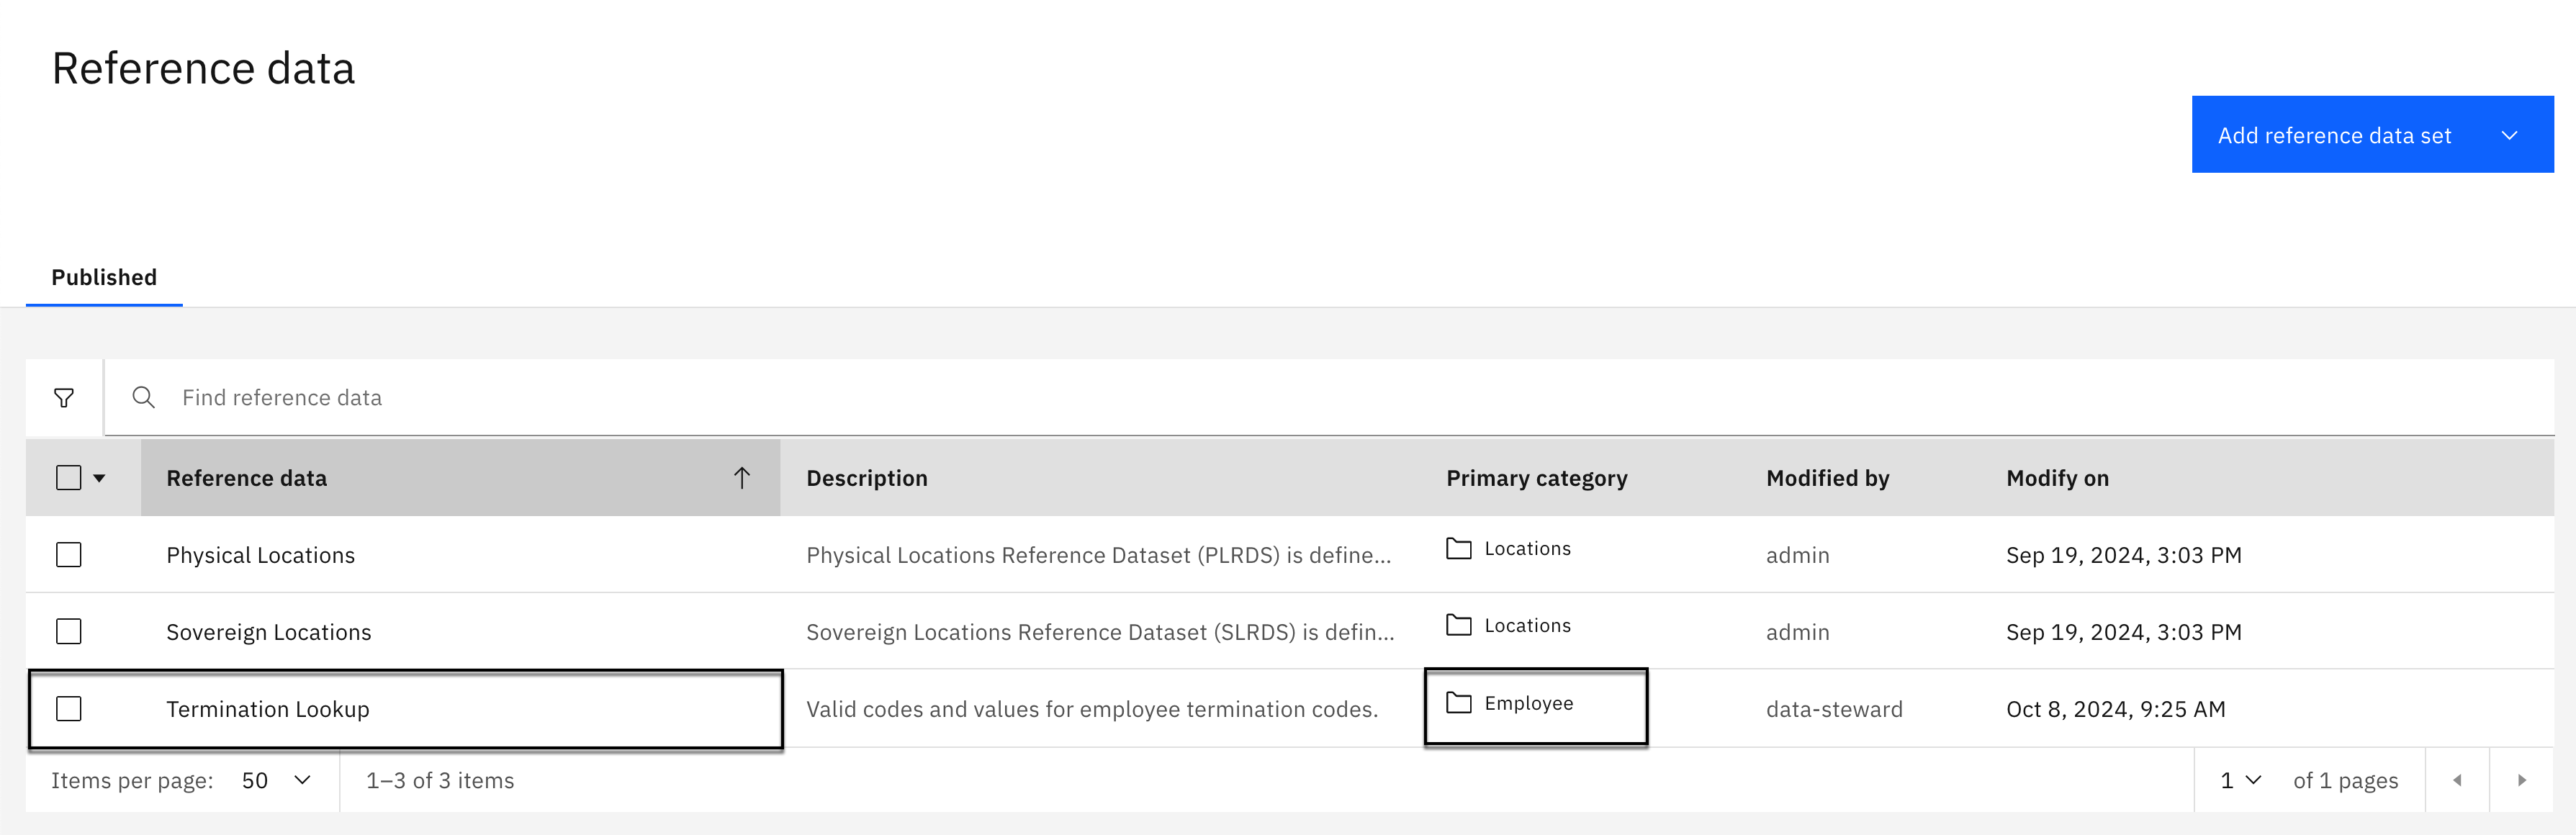 Reference data
Add reference data set
Published
Find reference data
Reference data Description Primary category Modified by Modify on
Physical Locations Physical Locations Reference Dataset (PLRDS) is define... Locations admin Sep 19, 2024, 3:03 PM
Sovereign Locations Sovereign Locations Reference Dataset (SLRDS) is defin... Locations admin Sep 19, 2024, 3:03 PM
Termination Lookup Valid codes and values for employee termination codes. Employee data-steward Oct 8, 2024, 9:25 AM
Items per page: 50 1–3 of 3 items 1 of 1 pages